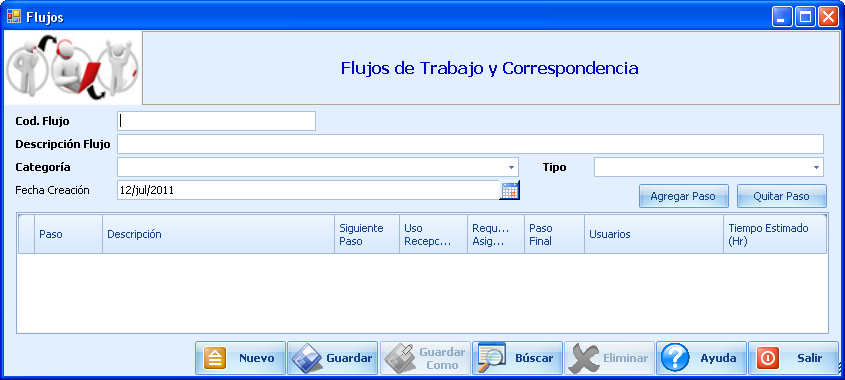 Flujos
Flujos de Trabajo y Correspondencia
Cod. Flujo
Descripción Flujo
Categoría
Tipo
Fecha Creación
12/jul/2011
Agregar Paso
Quitar Paso
Paso
Descripción
Siguiente
Paso
Uso
Recepc...
Requ...
Asig...
Paso
Final
Usuarios
Tiempo Estimado
(Hr)
Nuevo
Guardar
Guardar
Como
Búscar
Eliminar
Ayuda
Salir